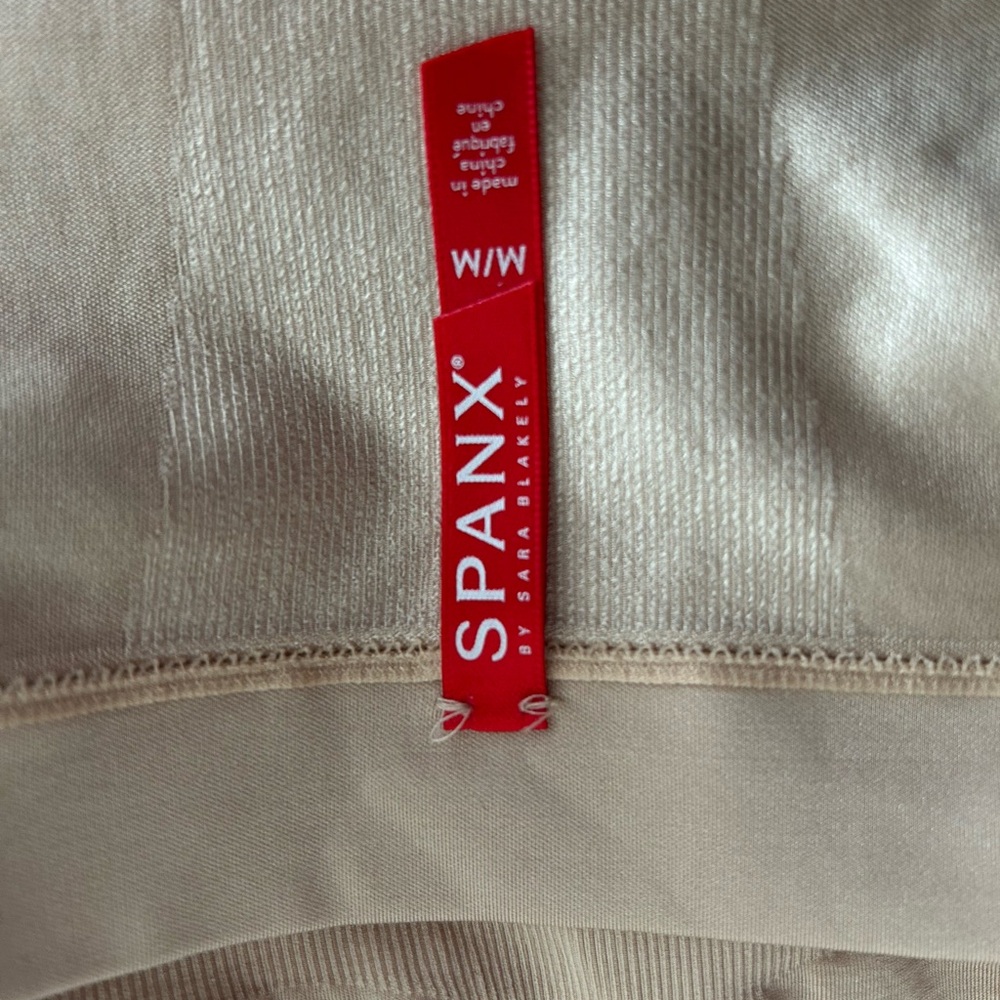 SPANX®
BY SARA BLAKELY
M/M
made in
china
fabriqué
en
chine